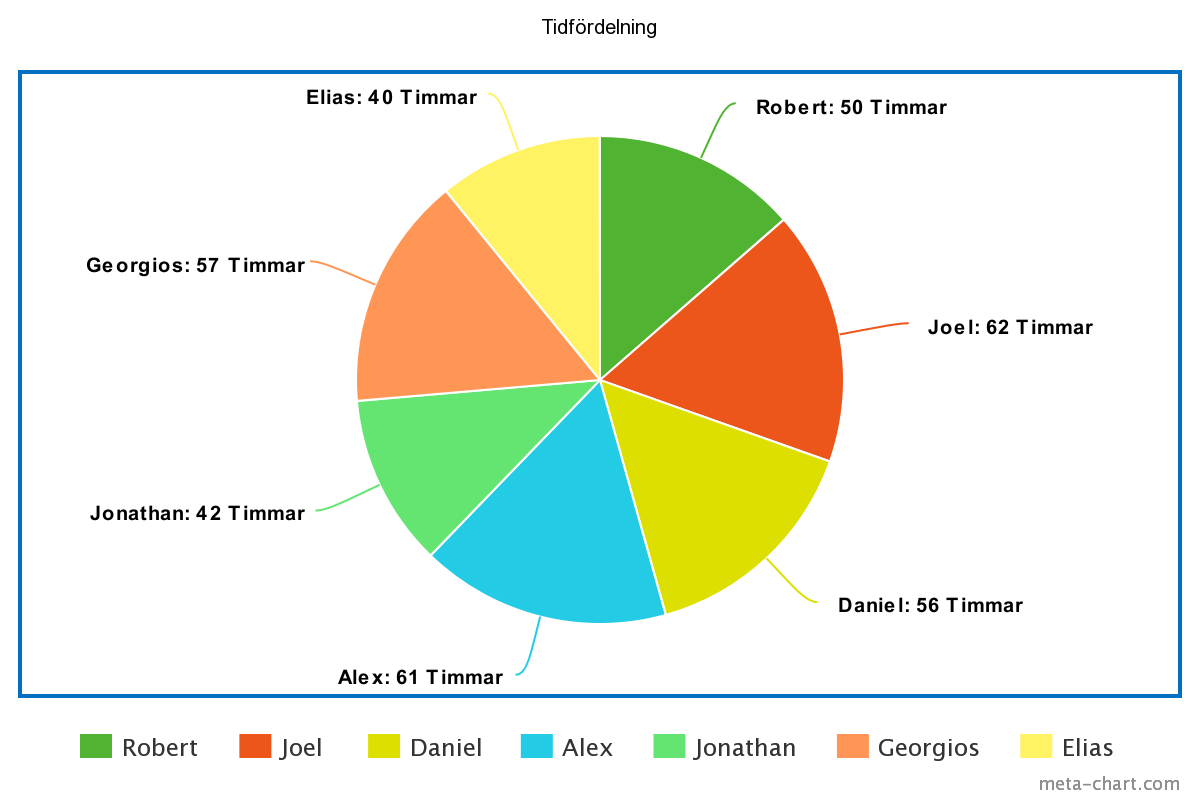 Tidfördelning
Elias: 40 Timmar
Robert: 50 Timmar
Georgios: 57 Timmar
Joel: 62 Timmar
Jonathan: 42 Timmar
Daniel: 56 Timmar
Alex: 61 Timmar
Robert Joel Daniel Alex Jonathan Georgios Elias
meta-chart.com